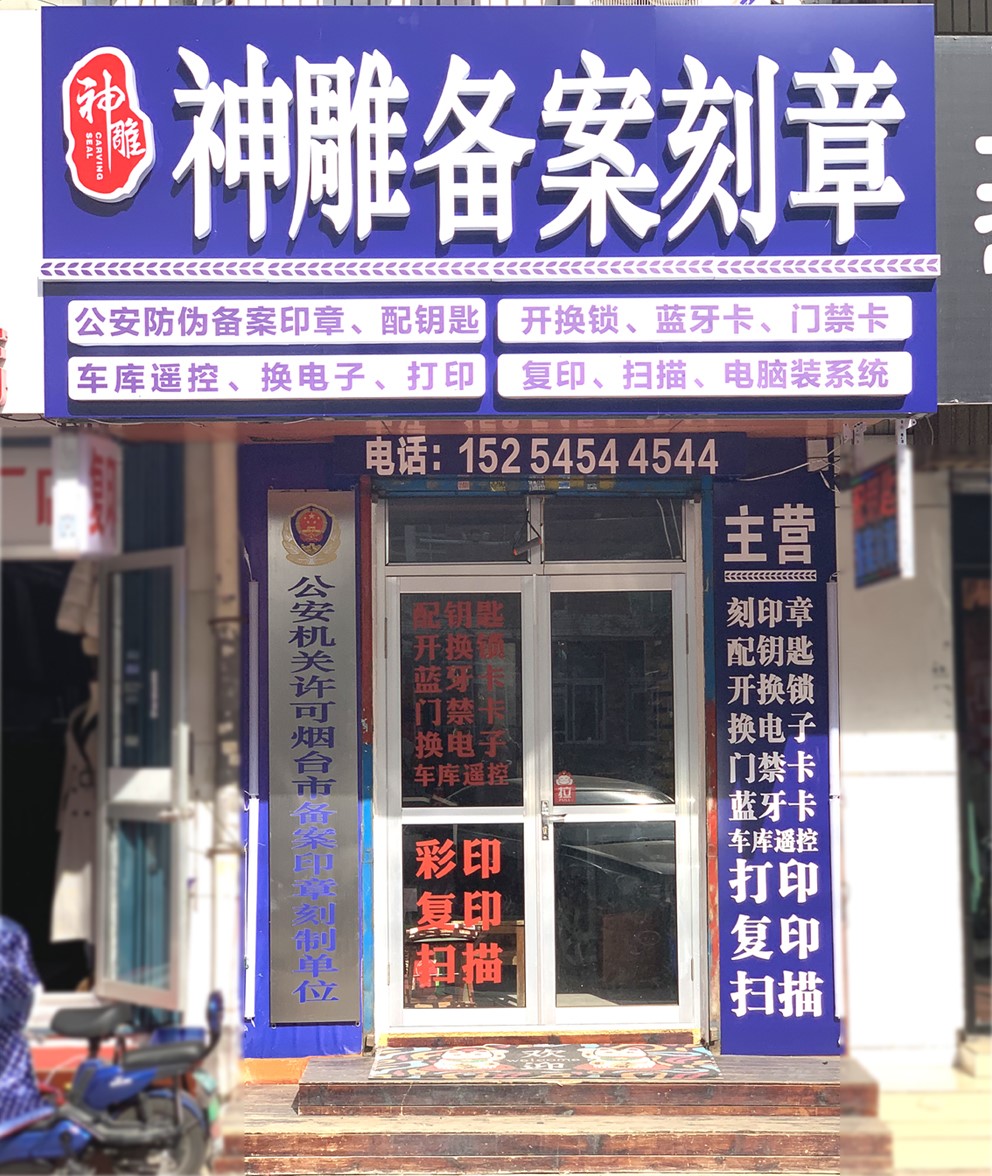 神雕
CARVING
SEAL
神雕备案刻章
公安防伪备案印章、配钥匙
开换锁、蓝牙卡、门禁卡
车库遥控、换电子、打印
复印、扫描、电脑装系统
电话：152 5454 4544
公安机关许可烟台市备案印章刻制单位
配钥匙
开换锁
蓝牙卡
门禁卡
换电子
车库遥控
彩印
复印
扫描
拉
PULL
主营
刻印章
配钥匙
开换锁
换电子
门禁卡
蓝牙卡
车库遥控
打印
复印
扫描
欢迎